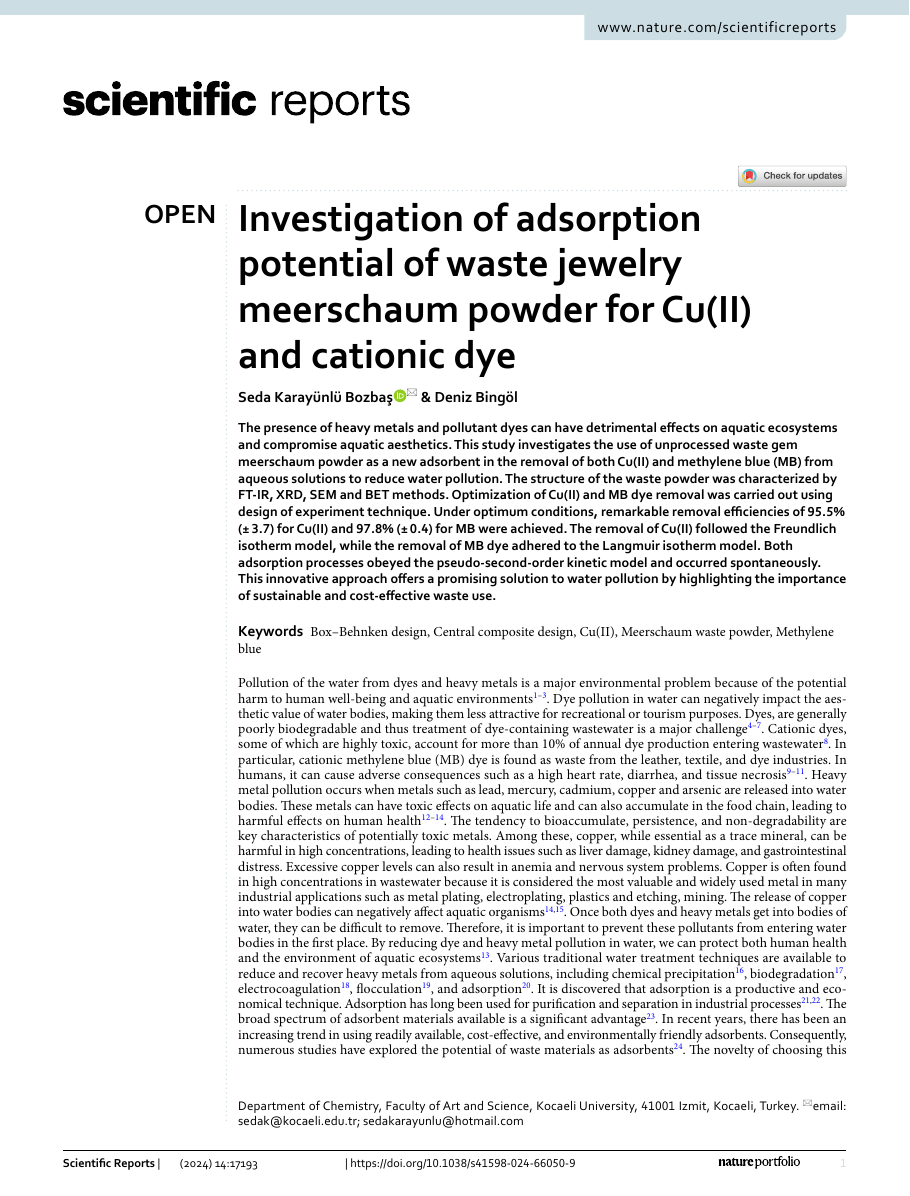 www.nature.com/scientificreports
scientific reports
Check for updates
OPEN
Investigation of adsorption
potential of waste jewelry
meerschaum powder for Cu(II)
and cationic dye
Seda Karayünlü Bozbaş & Deniz Bingöl
The presence of heavy metals and pollutant dyes can have detrimental effects on aquatic ecosystems
and compromise aquatic aesthetics. This study investigates the use of unprocessed waste gem
meerschaum powder as a new adsorbent in the removal of both Cu(II) and methylene blue (MB) from
aqueous solutions to reduce water pollution. The structure of the waste powder was characterized by
FT-IR, XRD, SEM and BET methods. Optimization of Cu(II) and MB dye removal was carried out using
design of experiment technique. Under optimum conditions, remarkable removal efficiencies of 95.5%
(± 3.7) for Cu(II) and 97.8% (± 0.4) for MB were achieved. The removal of Cu(II) followed the Freundlich
isotherm model, while the removal of MB dye adhered to the Langmuir isotherm model. Both
adsorption processes obeyed the pseudo-second-order kinetic model and occurred spontaneously.
This innovative approach offers a promising solution to water pollution by highlighting the importance
of sustainable and cost-effective waste use.
Keywords Box–Behnken design, Central composite design, Cu(II), Meerschaum waste powder, Methylene
blue
Pollution of the water from dyes and heavy metals is a major environmental problem because of the potential
harm to human well-being and aquatic environments1–3. Dye pollution in water can negatively impact the aes-
thetic value of water bodies, making them less attractive for recreational or tourism purposes. Dyes, are generally
poorly biodegradable and thus treatment of dye-containing wastewater is a major challenge4–7. Cationic dyes,
some of which are highly toxic, account for more than 10% of annual dye production entering wastewater8. In
particular, cationic methylene blue (MB) dye is found as waste from the leather, textile, and dye industries. In
humans, it can cause adverse consequences such as a high heart rate, diarrhea, and tissue necrosis9–11. Heavy
metal pollution occurs when metals such as lead, mercury, cadmium, copper and arsenic are released into water
bodies. These metals can have toxic effects on aquatic life and can also accumulate in the food chain, leading to
harmful effects on human health12–14. The tendency to bioaccumulate, persistence, and non-degradability are
key characteristics of potentially toxic metals. Among these, copper, while essential as a trace mineral, can be
harmful in high concentrations, leading to health issues such as liver damage, kidney damage, and gastrointestinal
distress. Excessive copper levels can also result in anemia and nervous system problems. Copper is often found
in high concentrations in wastewater because it is considered the most valuable and widely used metal in many
industrial applications such as metal plating, electroplating, plastics and etching, mining. The release of copper
into water bodies can negatively affect aquatic organisms14,15. Once both dyes and heavy metals get into bodies of
water, they can be difficult to remove. Therefore, it is important to prevent these pollutants from entering water
bodies in the first place. By reducing dye and heavy metal pollution in water, we can protect both human health
and the environment of aquatic ecosystems13. Various traditional water treatment techniques are available to
reduce and recover heavy metals from aqueous solutions, including chemical precipitation16, biodegradation17,
electrocoagulation18, flocculation19, and adsorption20. It is discovered that adsorption is a productive and eco-
nomical technique. Adsorption has long been used for purification and separation in industrial processes21,22. The
broad spectrum of adsorbent materials available is a significant advantage23. In recent years, there has been an
increasing trend in using readily available, cost-effective, and environmentally friendly adsorbents. Consequently,
numerous studies have explored the potential of waste materials as adsorbents24. The novelty of choosing this
Department of Chemistry, Faculty of Art and Science, Kocaeli University, 41001 Izmit, Kocaeli, Turkey. email:
sedak@kocaeli.edu.tr; sedakarayunlu@hotmail.com
Scientific Reports | (2024) 14:17193 | https://doi.org/10.1038/s41598-024-66050-9 nature portfolio 1